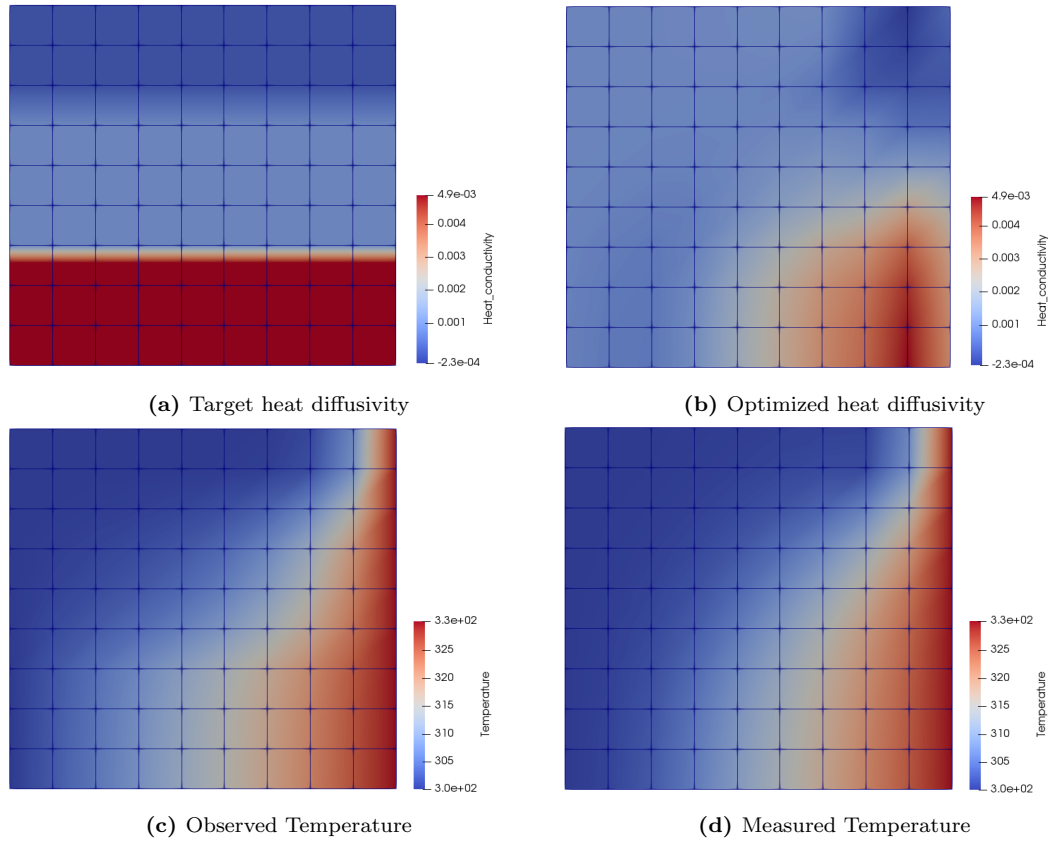 4.9e-03
0.004
0.003
0.002
0.001
-2.3e-04
Heat_conductivity
4.9e-03
0.004
0.003
0.002
0.001
-2.3e-04
Heat_conductivity
(a) Target heat diffusivity
(b) Optimized heat diffusivity
3.3e+02
325
320
315
310
305
3.0e+02
Temperature
3.3e+02
325
320
315
310
305
3.0e+02
Temperature
(c) Observed Temperature
(d) Measured Temperature